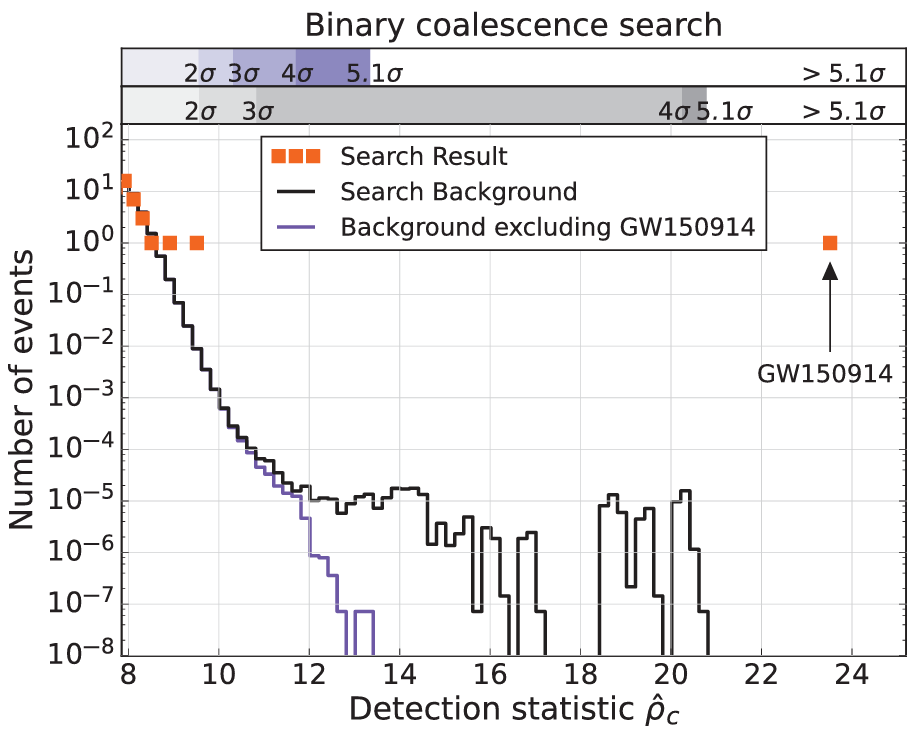 Binary coalescence search
2σ 3σ 4σ 5.1σ > 5.1σ
2σ 3σ 4σ 5.1σ > 5.1σ
Search Result
Search Background
Background excluding GW150914
GW150914
Number of events
10² 
10¹
10⁰
10⁻¹
10⁻²
10⁻³
10⁻⁴
10⁻⁵
10⁻⁶
10⁻⁷
10⁻⁸
8 10 12 14 16 18 20 22 24
Detection statistic ρ̂c